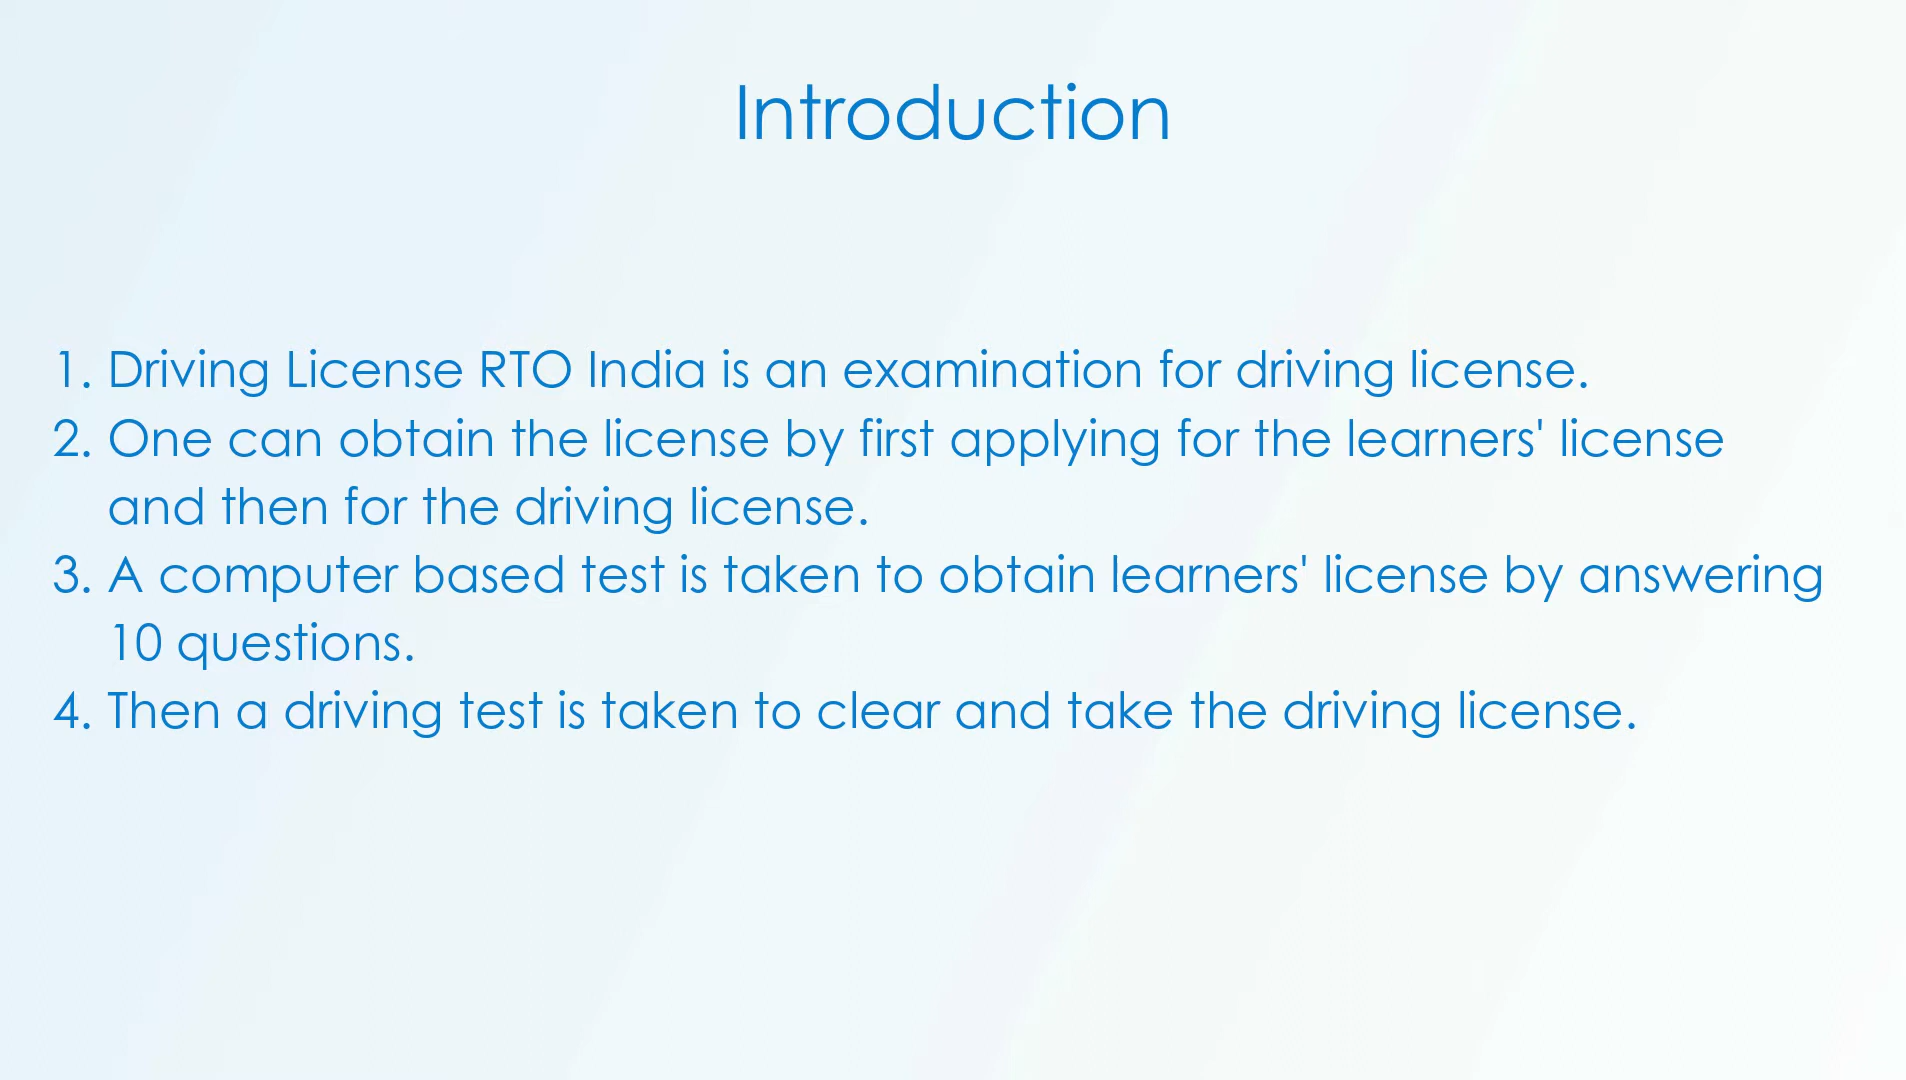 Introduction
1. Driving License RTO India is an examination for driving license.
2. One can obtain the license by first applying for the learners' license
and then for the driving license.
3. A computer based test is taken to obtain learners' license by answering
10 questions.
4. Then a driving test is taken to clear and take the driving license.